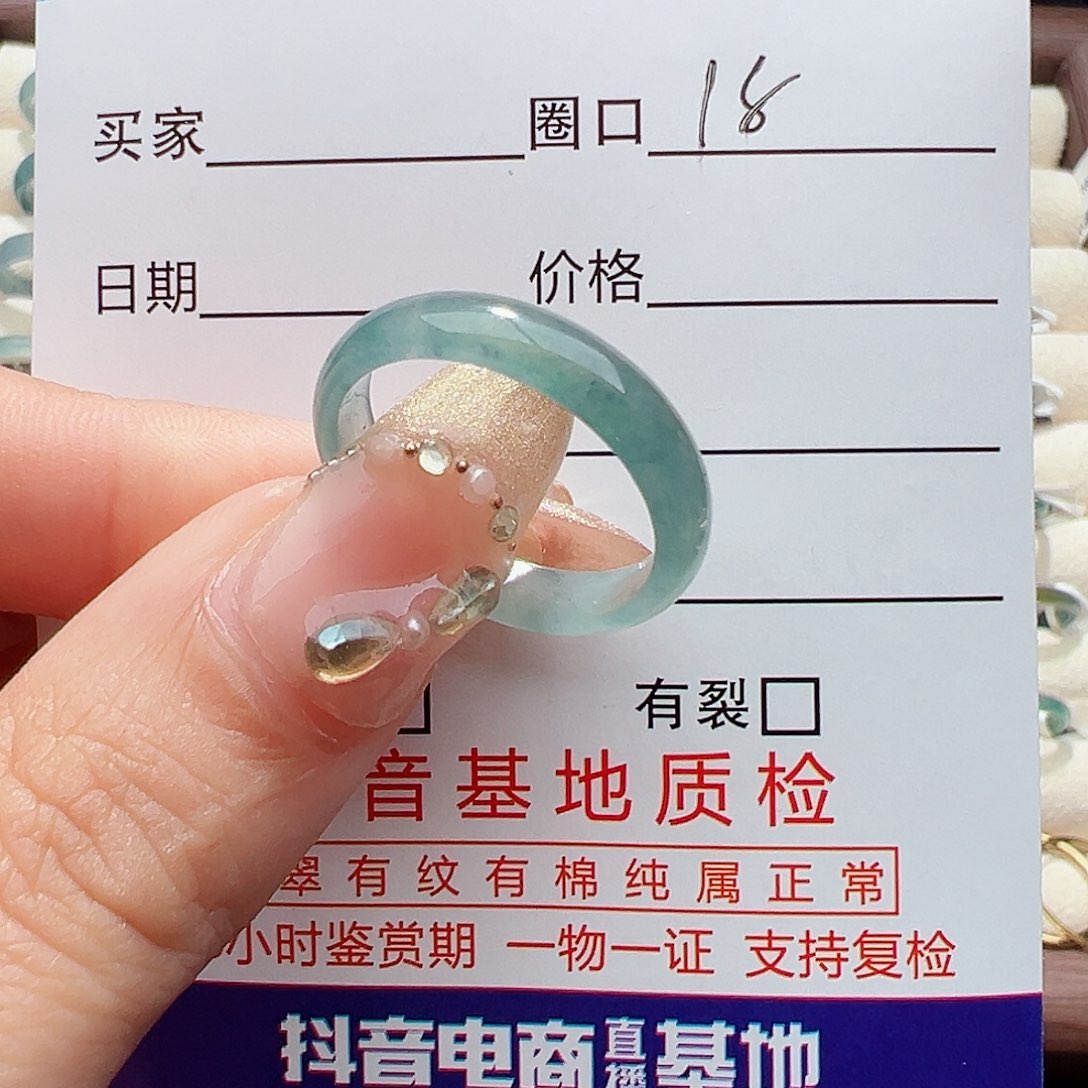 买家 圈口 18
日期 价格
有裂
音基地质检
翠有纹有棉纯属正常
小时鉴赏期 一物一证 支持复检
抖音电商直播基地